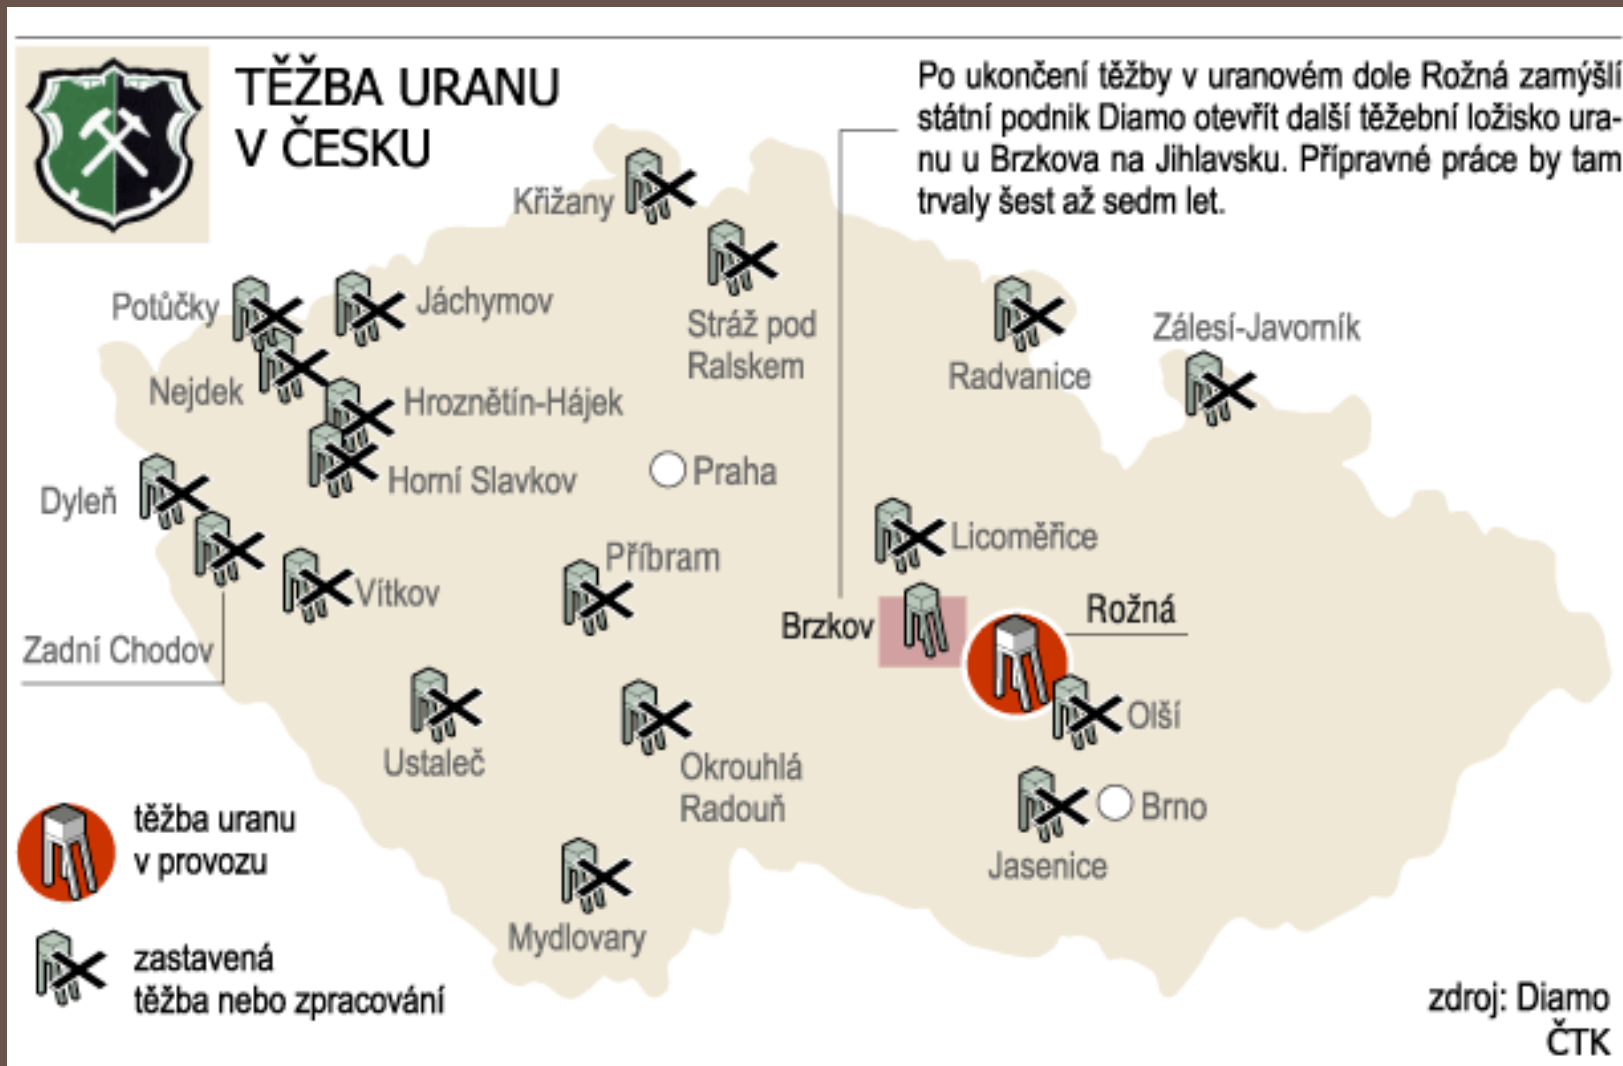 TĚŽBA URANU
V ČESKU
Po ukončení těžby v uranovém dole Rožná zamýšlí
státní podnik Diamo otevřít další těžební ložisko ura-
nu u Brzkova na Jihlavsku. Přípravné práce by tam
trvaly šest až sedm let.
Křižany
Potůčky
Jáchymov
Stráž pod
Ralskem
Radvanice
Zálesí-Javorník
Nejdek
Hroznětín-Hájek
Horní Slavkov
Praha
Dyleň
Licoměřice
Příbram
Vítkov
Zadní Chodov
Brzkov
Rožná
Olší
Ustaleč
Okrouhlá
Radouň
Brno
Jasenice
Mydlovary
těžba uranu
v provozu
zastavená
těžba nebo zpracování
zdroj: Diamo
ČTK